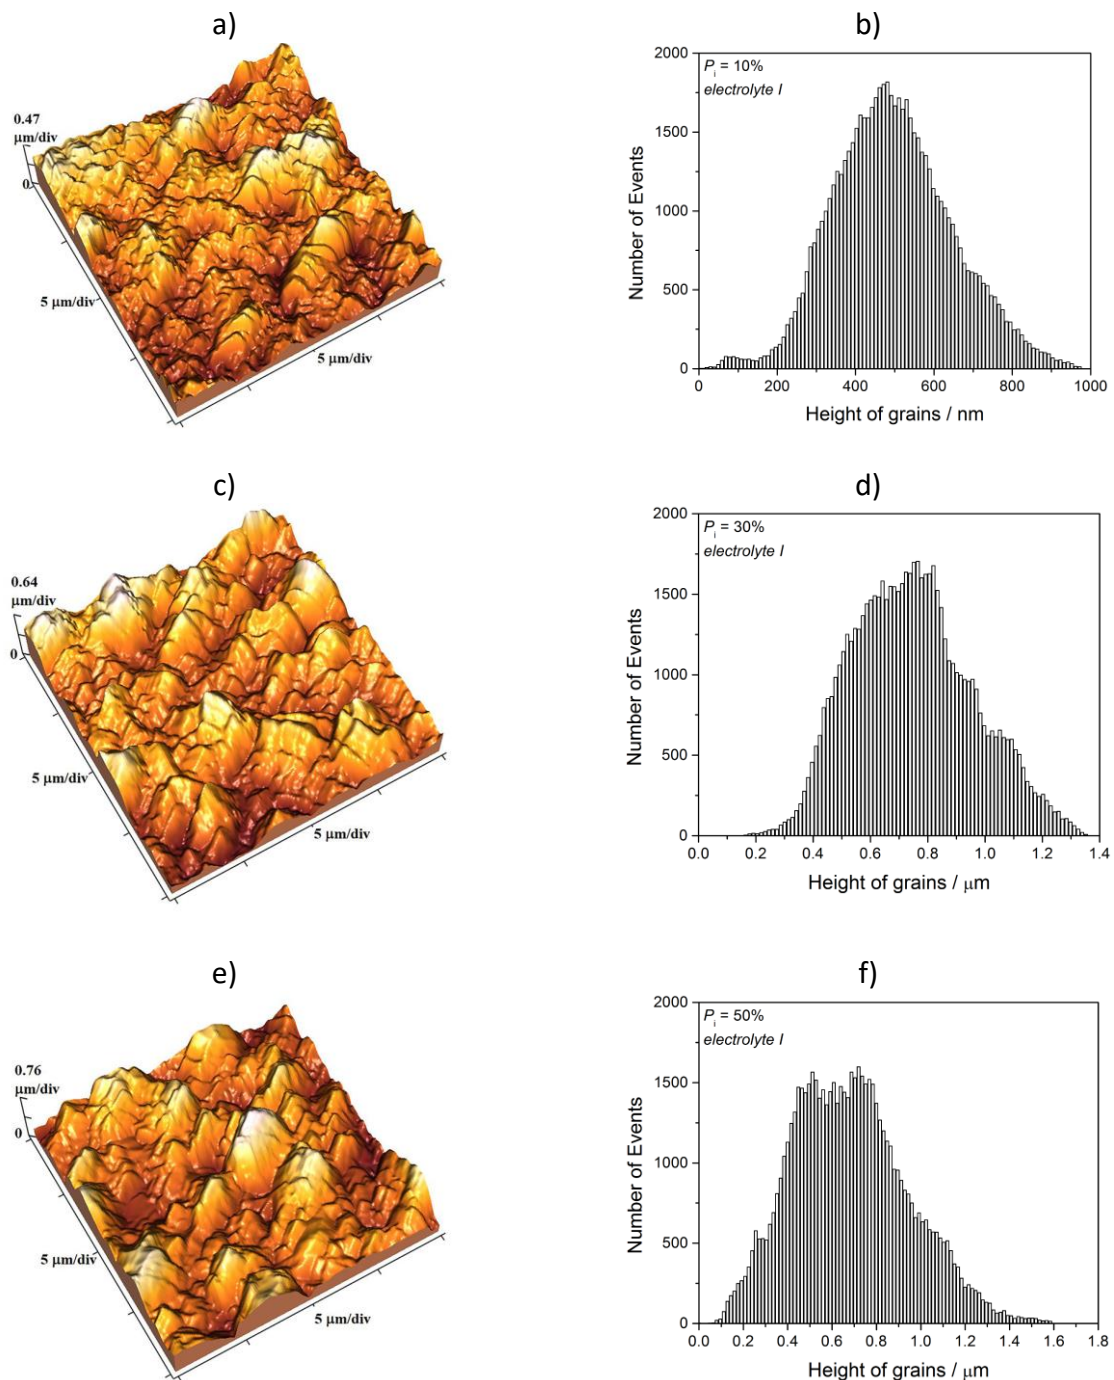 a)
0.47
μm/div
0
5 μm/div
5 μm/div
b)
2000
1500
1000
500
0
P i = 10%
electrolyte I
Number of Events
0 200 400 600 800 1000
Height of grains / nm
c)
0.64
μm/div
0
5 μm/div
5 μm/div
d)
2000
1500
1000
500
0
P i = 30%
electrolyte I
Number of Events
0.0 0.2 0.4 0.6 0.8 1.0 1.2 1.4
Height of grains / μm
e)
0.76
μm/div
0
5 μm/div
5 μm/div
f)
2000
1500
1000
500
0
P i = 50%
electrolyte I
Number of Events
0.2 0.4 0.6 0.8 1.0 1.2 1.4 1.6 1.8
Height of grains / μm